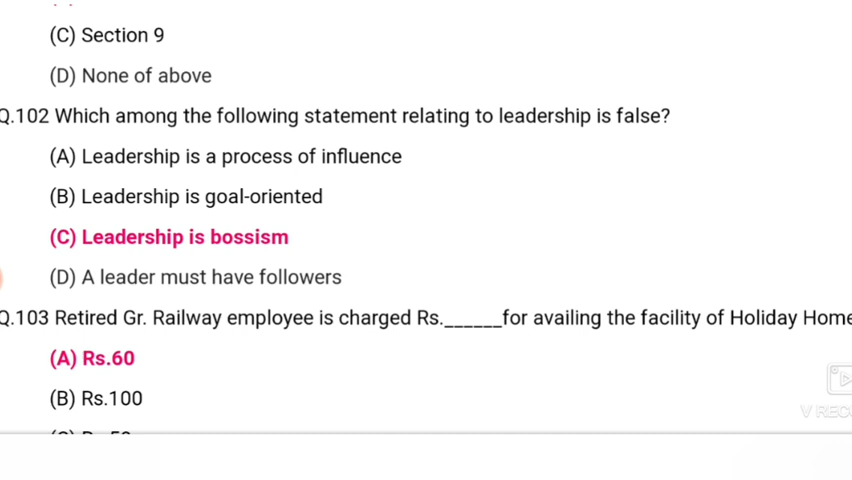 (C) Section 9
(D) None of above
Q.102 Which among the following statement relating to leadership is false?
(A) Leadership is a process of influence
(B) Leadership is goal-oriented
(C) Leadership is bossism
(D) A leader must have followers
Q.103 Retired Gr. Railway employee is charged Rs.______for availing the facility of Holiday Home
(A) Rs.60
(B) Rs.100
V RECO